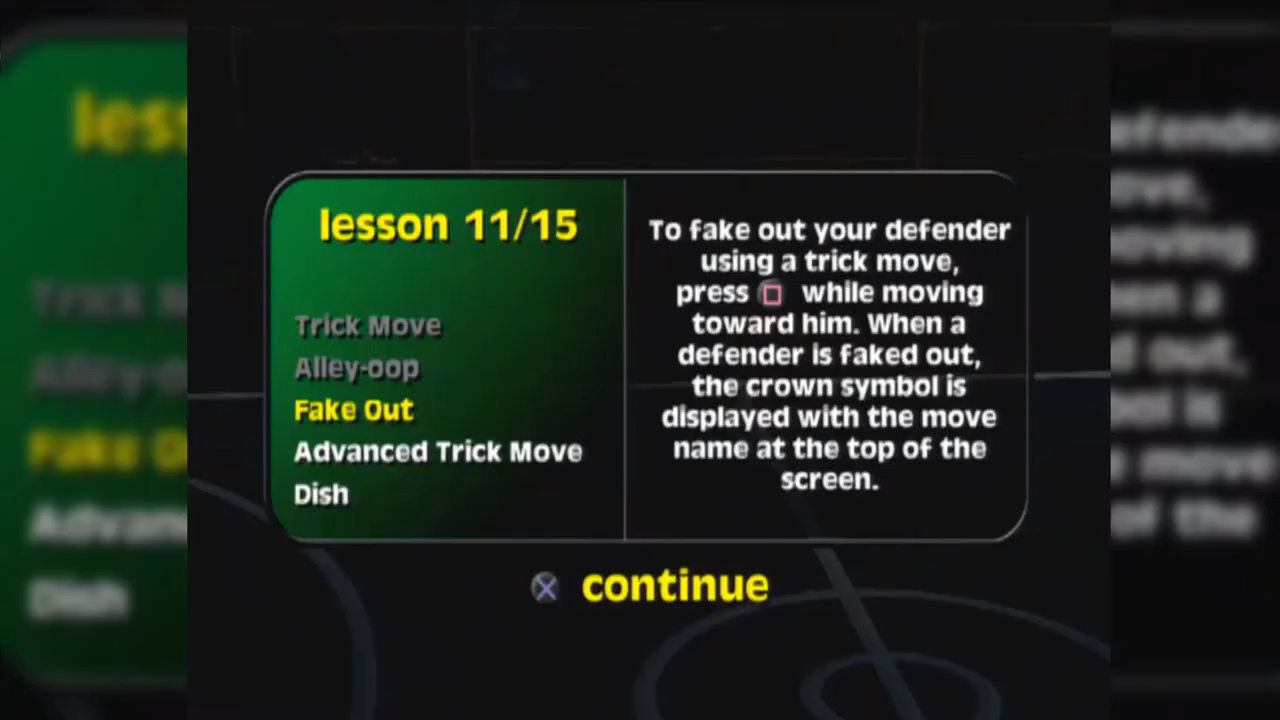 lesson 11/15
Trick Move
Alley-oop
Fake Out
Advanced Trick Move
Dish
To fake out your defender
using a trick move,
press while moving
toward him. When a
defender is faked out,
the crown symbol is
displayed with the move
name at the top of the
screen.
continue